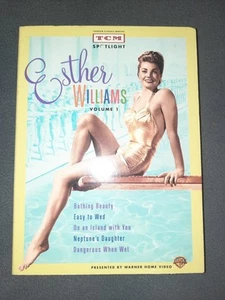 TCM
SPOTLIGHT
Esther
WILLIAMS
VOLUME 1
Bathing Beauty
Easy to Wed
On an Island with You
Neptune's Daughter
Dangerous When Wet
PRESENTED BY WARNER HOME VIDEO